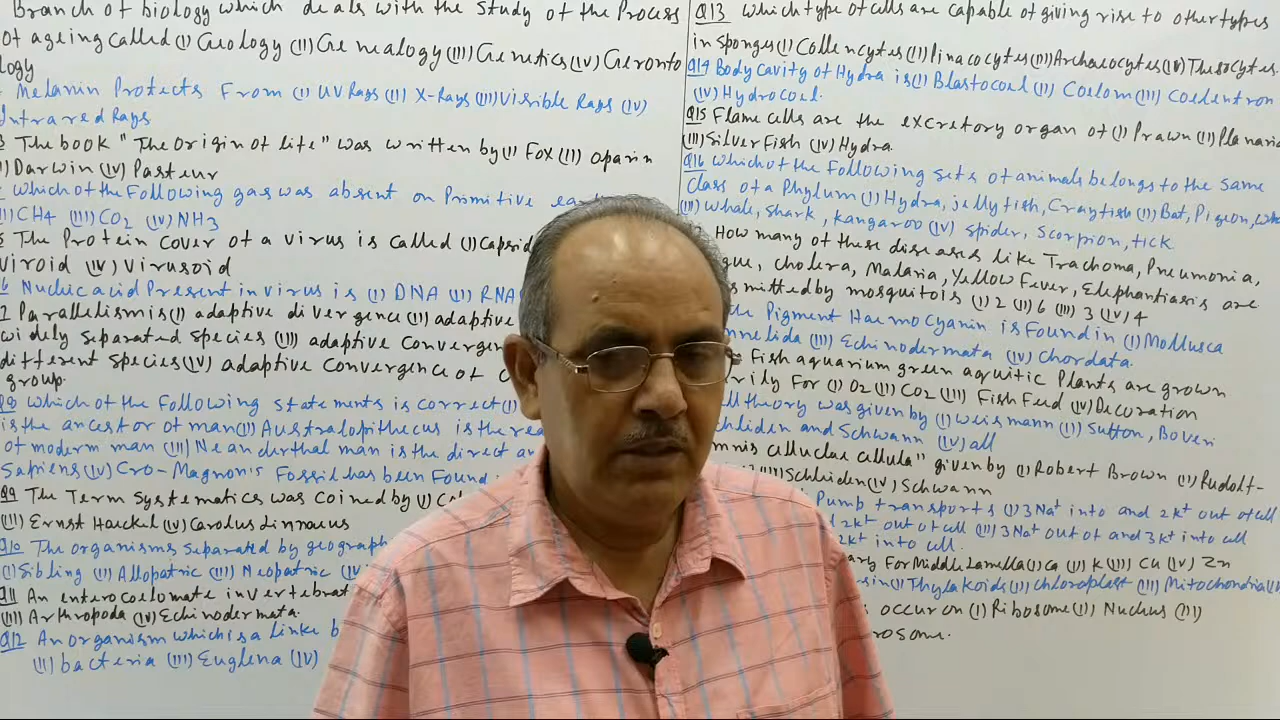 Branch of biology which deals with the study of the Process
of ageing called (I) Geology (II) Genealogy (III) Genetics (IV) Geronto
logy
Melanin Protects From (I) UV Rays (II) X-Rays (III) Visible Rays (IV)
Infrared Rays
3 The book "The origin of life" was written by (I) Fox (II) oparin
Darwin (IV) Pasteur
which of the Following gas was absent on Primitive
(II) CH4 (III) CO2 (IV) NH3
5 The Protein cover of a virus is called (I) Capsid
Viroid (IV) Virusoid
6 Nucleic acid Present in virus is (I) DNA (II) RNA
7 Parallelism is (I) adaptive divergence (II) adaptive
widely separated species (III) adaptive
different species (IV) adaptive Convergence of
group.
Q8 which of the Following statements is correct (I)
is the ancestor of man (II) Australopithecus is the
of modern man (III) Neanderthal man is the direct
Sapiens (IV) Cro-Magnon's Fossil has been Found
Q9 The Term Systematics was coined by (I)
(III) Ernst Haeckel (IV) Carolus Linnaeus
Q10 The organisms separated by
(I) Sibling (II) Allopatric (III) Neopatric (IV
Q11 An enterocoelomate
(III) Arthropoda (IV) Echinodermata.
Q12 An organism which is a linke
(II) bacteria (III) Euglena (IV)
Q13 which type of cells are capable of giving rise to other types
in sponges (I) Collencytes (II) Pinacocytes (III) Archaeocytes (IV) Thesocytes.
Q14 Body Cavity of Hydra is (I) Blastocoel (II) Coelom (III) Coelentron
(IV) Hydrocoel.
Q15 Flame cells are the excretory organ of (I) Prawn (II) Planaria
(III) Silver Fish (IV) Hydra.
Q16 which of the Following sets of animals belongs to the same
Class of a Phylum (I) Hydra, jelly fish, Crayfish (II) Bat, Pigeon,
(III) whale, shark, kangaroo (IV) spider, Scorpion, tick
How many of these diseases like Trachoma, Pneumonia,
cholera, Malaria, Yellow Fever, Elephantiasis are
by mosquito is (I) 2 (II) 6 (III) 3 (IV) 4
Pigment Haemocyanin is Found in (I) Mollusca
(III) Echinodermata (IV) Chordata.
Fish aquarium green aquitic Plants are grown
For (I) O2 (II) CO2 (III) Fish Feed (IV) Decoration
theory was given by (I) Weismann (II) Sutton, Boveri
and Schwann (IV) all
cellulae cellula" given by (I) Robert Brown (II) Rudolf-
(III) Schleiden (IV) Schwann
Pump transports (I) 3Na+ into and 2k+ out of cell
2k+ out of cell (III) 3Na+ out of and 3k+ into cell
2k+ into cell.
For Middle Lamella (I) Ca (II) K (III) Cu (IV) Zn
in (I) Thylakoids (II) chloroplast (III) Mitochondria
occur on (I) Ribosome (II) Nucleus (III)